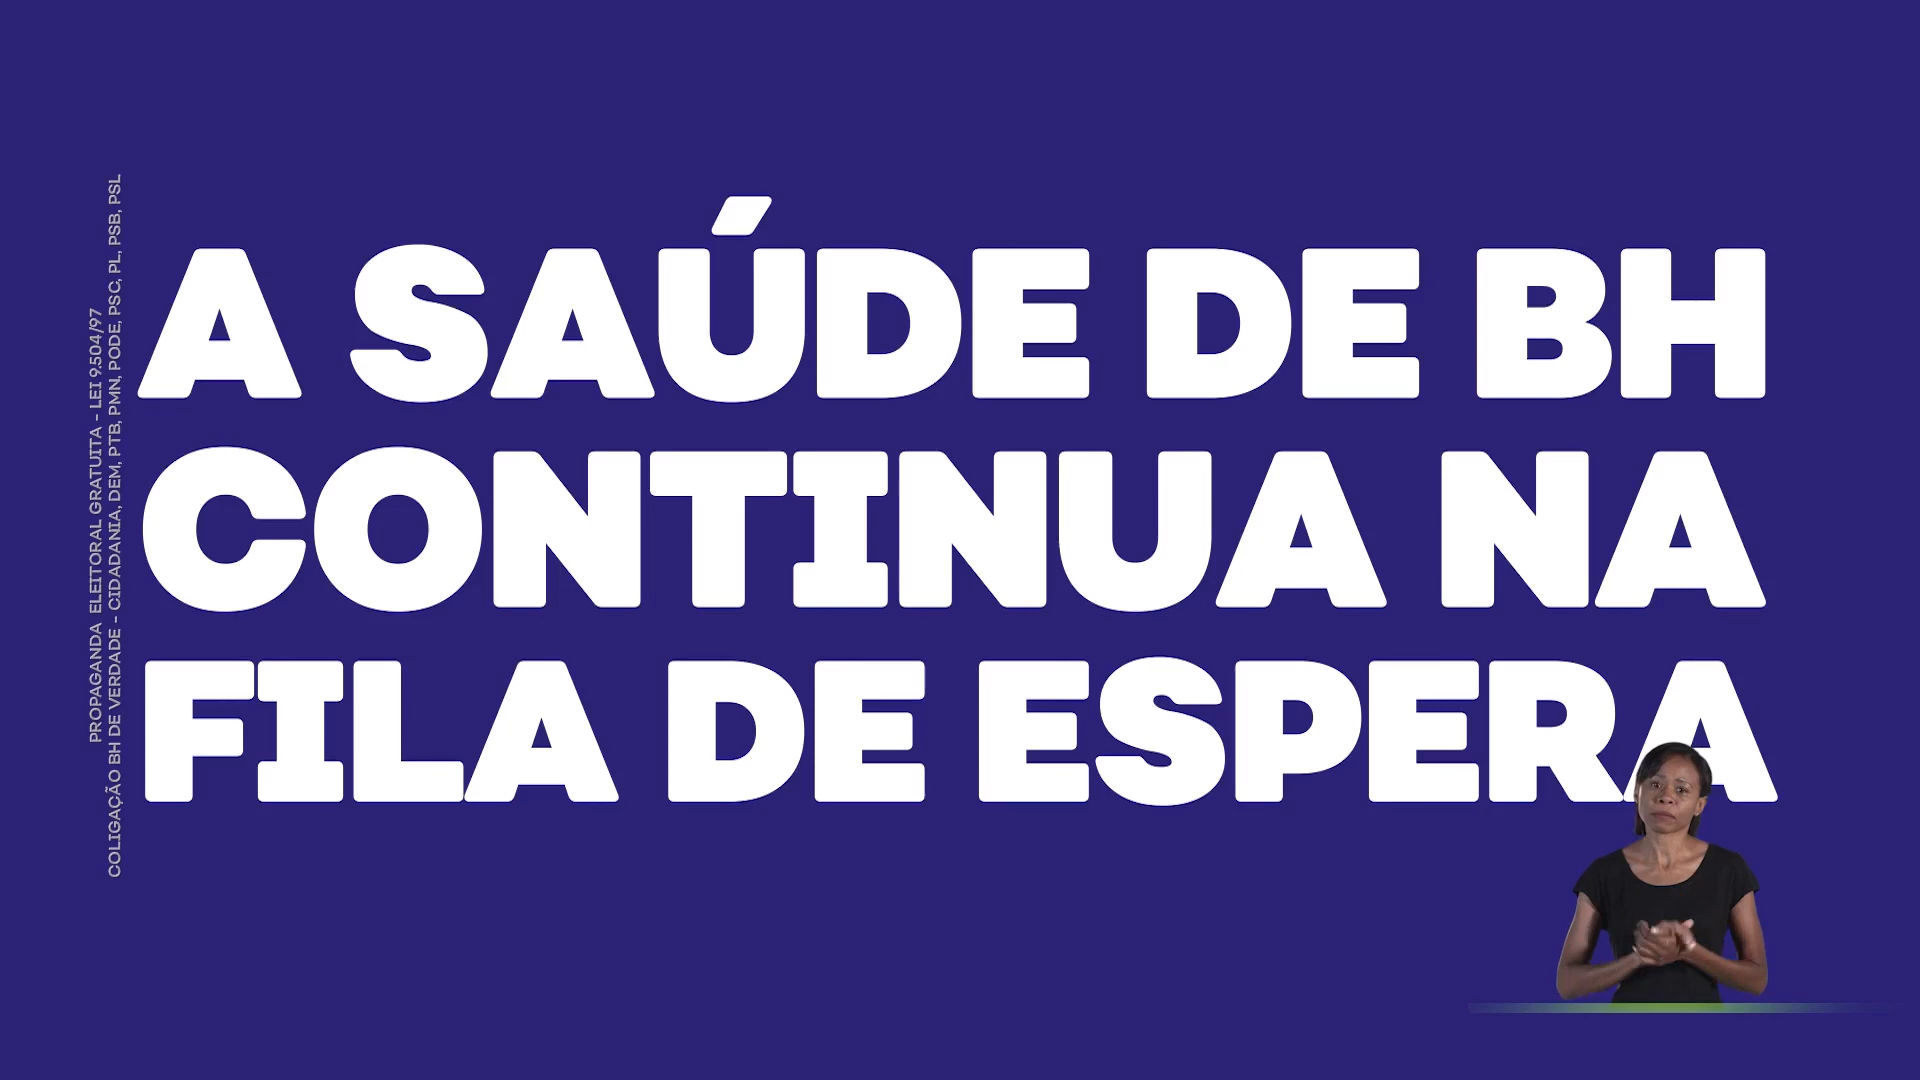 A SAÚDE DE BH
CONTINUA NA
FILA DE ESPERA
PROPAGANDA ELEITORAL GRATUITA - LEI 9.504/97
COLIGAÇÃO BH DE VERDADE - CIDADANIA, DEM, PTB, PMN, PODE, PSC, PL, PSB, PSL